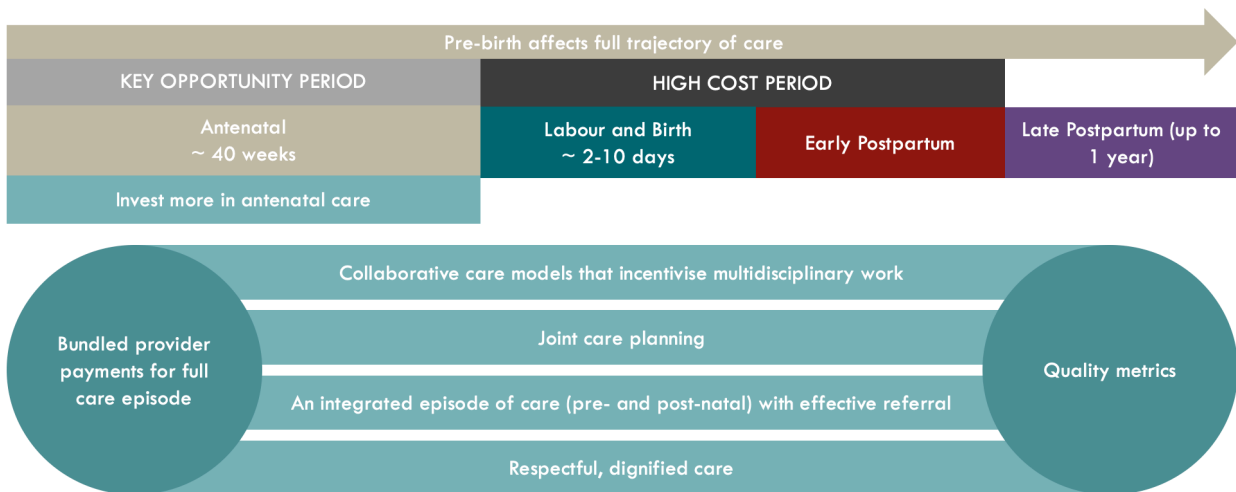 Pre-birth affects full trajectory of care
KEY OPPORTUNITY PERIOD
HIGH COST PERIOD
Antenatal
~ 40 weeks
Labour and Birth
~ 2-10 days
Early Postpartum
Late Postpartum (up to
1 year)
Invest more in antenatal care
Collaborative care models that incentivise multidisciplinary work
Joint care planning
Bundled provider
payments for full
care episode
Quality metrics
An integrated episode of care (pre- and post-natal) with effective referral
Respectful, dignified care